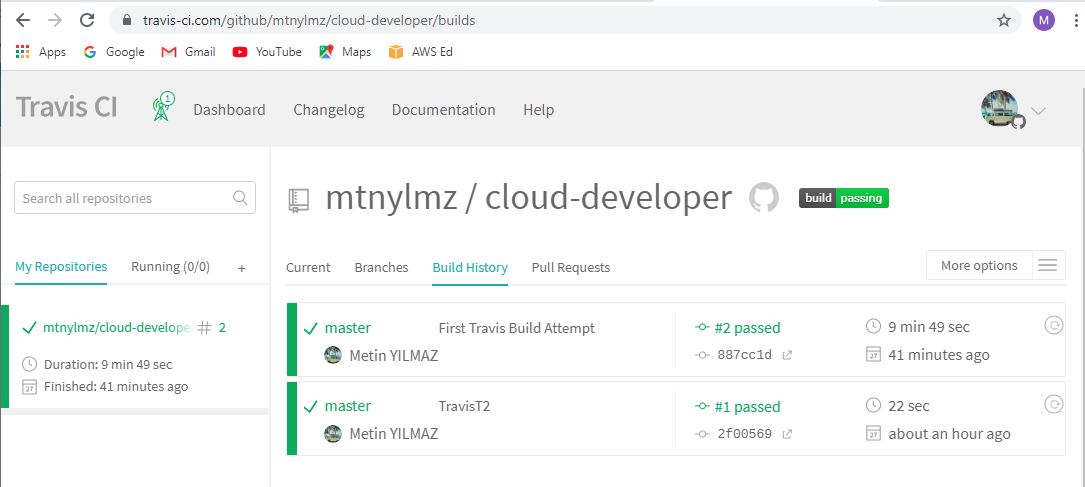 travis-ci.com/github/mtnylmz/cloud-developer/builds
M
Apps Google Gmail YouTube Maps AWS Ed
Travis CI 1 Dashboard Changelog Documentation Help
Search all repositories
mtnylmz / cloud-developer build passing
My Repositories Running (0/0) +
Current Branches Build History Pull Requests More options
mtnylmz/cloud-develope # 2
Duration: 9 min 49 sec
Finished: 41 minutes ago
master First Travis Build Attempt #2 passed 9 min 49 sec
Metin YILMAZ 887cc1d 41 minutes ago
master TravisT2 #1 passed 22 sec
Metin YILMAZ 2f00569 about an hour ago